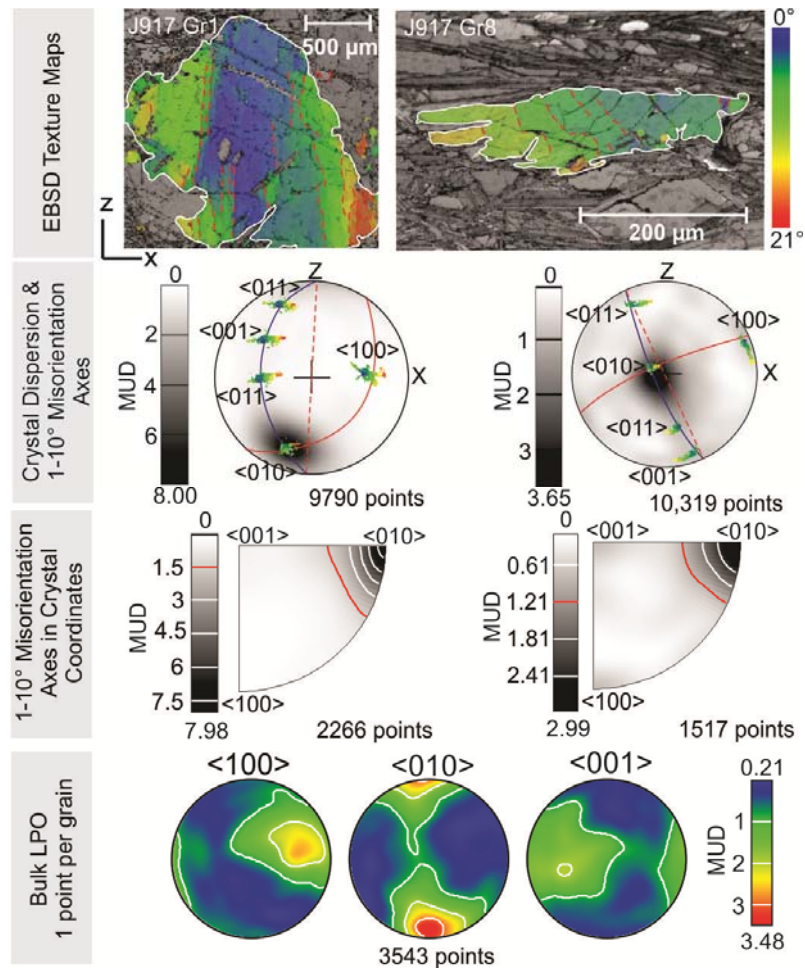 EBSD Texture Maps
J917 Gr1
500 µm
J917 Gr8
200 µm
0°
21°
Z
X
Crystal Dispersion &
1-10° Misorientation
Axes
MUD
0
2
4
6
8.00
Z
X
<011>
<001>
<011>
<100>
<010>
9790 points
MUD
0
1
2
3
3.65
Z
X
<011>
<100>
<010>
<011>
<001>
10,319 points
1-10° Misorientation
Axes in Crystal
Coordinates
MUD
0
1.5
3
4.5
6
7.5
7.98
<001>
<010>
<100>
2266 points
MUD
0
0.61
1.21
1.81
2.41
2.99
<001>
<010>
<100>
1517 points
Bulk LPO
1 point per grain
<100>
<010>
<001>
3543 points
MUD
0.21
1
2
3
3.48